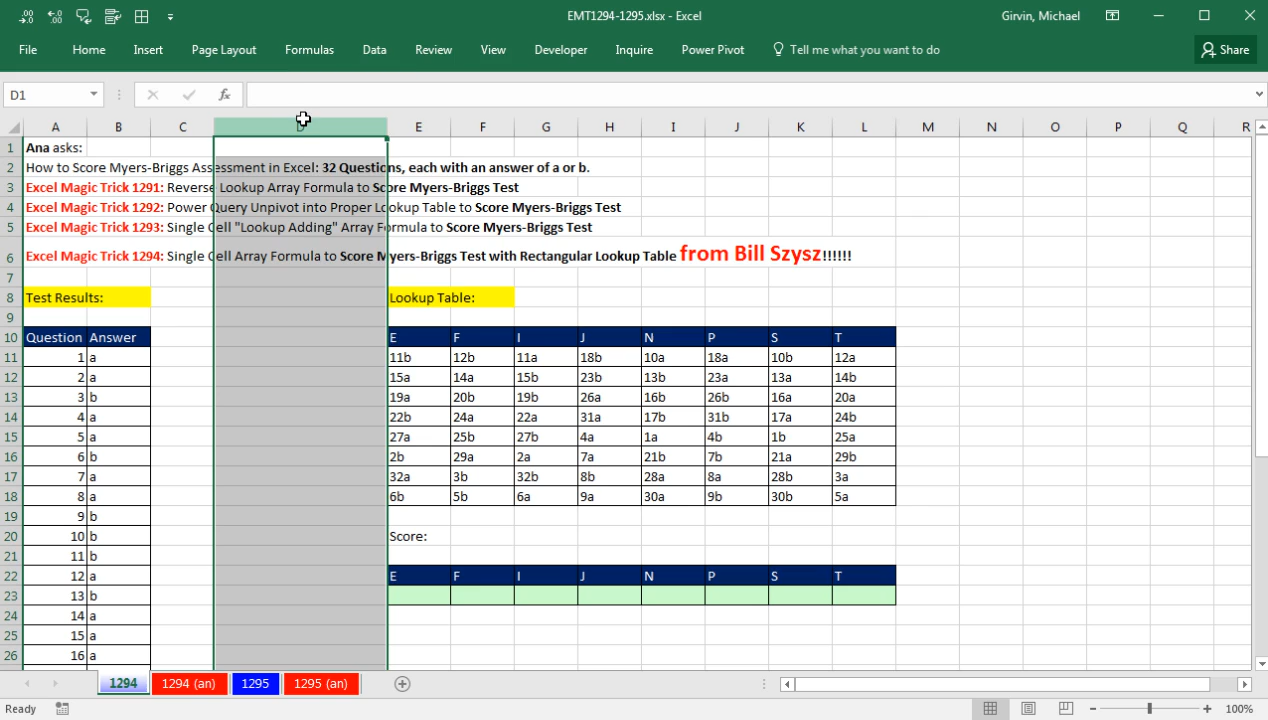 EMT1294-1295.xlsx - Excel
Girvin, Michael
File Home Insert Page Layout Formulas Data Review View Developer Inquire Power Pivot Tell me what you want to do Share
D1 fx
A B C D E F G H I J K L M N O P Q R
1 Ana asks:
2 How to Score Myers-Briggs Assessment in Excel: 32 Questions, each with an answer of a or b.
3 Excel Magic Trick 1291: Reverse Lookup Array Formula to Score Myers-Briggs Test
4 Excel Magic Trick 1292: Power Query Unpivot into Proper Lookup Table to Score Myers-Briggs Test
5 Excel Magic Trick 1293: Single Cell "Lookup Adding" Array Formula to Score Myers-Briggs Test
6 Excel Magic Trick 1294: Single Cell Array Formula to Score Myers-Briggs Test with Rectangular Lookup Table from Bill Szysz!!!!!!
7
8 Test Results: Lookup Table:
9
10 Question Answer E F I J N P S T
11 1 a 11b 12b 11a 18b 10a 18a 10b 12a
12 2 a 15a 14a 15b 23b 13b 23a 13a 14b
13 3 b 19a 20b 19b 26a 16b 26b 16a 20a
14 4 a 22b 24a 22a 31a 17b 31b 17a 24b
15 5 a 27a 25b 27b 4a 1a 4b 1b 25a
16 6 b 2b 29a 2a 7a 21b 7b 21a 29b
17 7 a 32a 3b 32b 8b 28a 8a 28b 3a
18 8 a 6b 5b 6a 9a 30a 9b 30b 5a
19 9 b
20 10 b Score:
21 11 b
22 12 a E F I J N P S T
23 13 b
24 14 a
25 15 a
26 16 a
1294 1294 (an) 1295 1295 (an)
Ready 100%